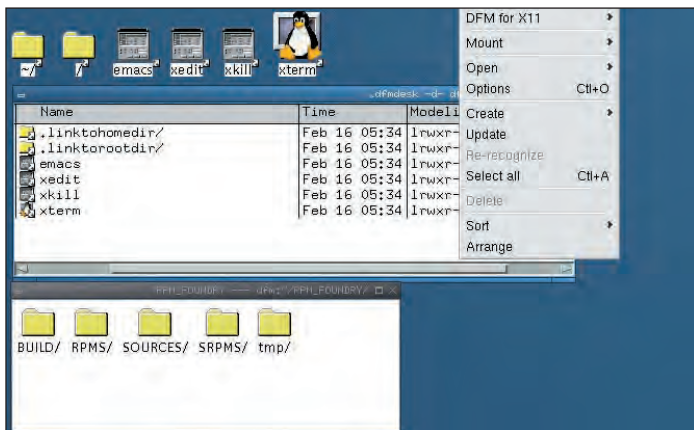 ~/ / emacs xedit xkill xterm
DFM for X11
Mount
Open
Options Ctl+O
Create
Update
Re-recognize
Select all Ctl+A
Delete
Sort
Arrange
.dfmdesk
Name Time
.linktohomedir/ Feb 16 05:34 lrwxr-
.linktorootdir/ Feb 16 05:34 lrwxr-
emacs Feb 16 05:34 lrwxr-
xedit Feb 16 05:34 lrwxr-
xkill Feb 16 05:34 lrwxr-
xterm Feb 16 05:34 lrwxr-
RPM_FOUNDRY
BUILD/ RPMS/ SOURCES/ SRPMS/ tmp/